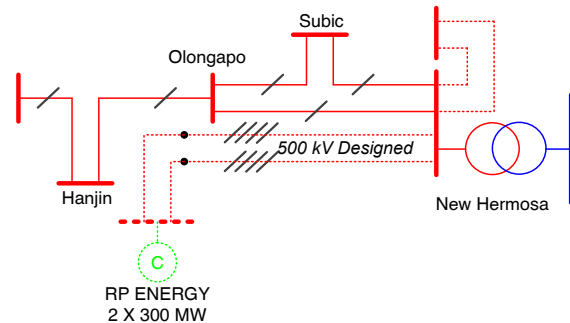 Subic
Olongapo
500 kV Designed
Hanjin
New Hermosa
C
RP ENERGY
2 X 300 MW